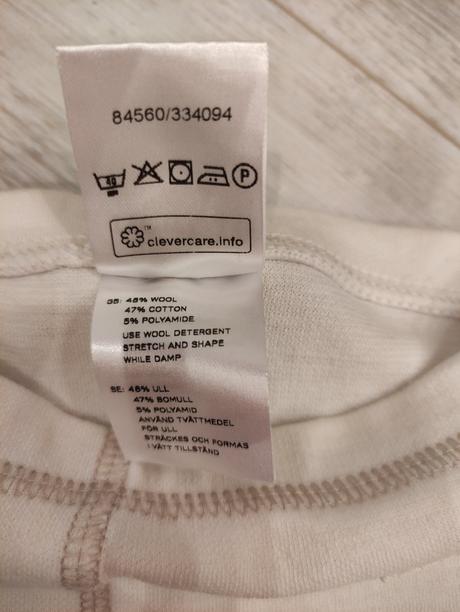 84560/334094
40
P
™
clevercare.info
GB: 48% WOOL
47% COTTON
5% POLYAMIDE
USE WOOL DETERGENT
STRETCH AND SHAPE
WHILE DAMP
SE: 48% ULL
47% BOMULL
5% POLYAMID
ANVÄND TVÄTTMEDEL
FÖR ULL
STRÄCKES OCH FORMAS
I VÅTT TILLSTÅND